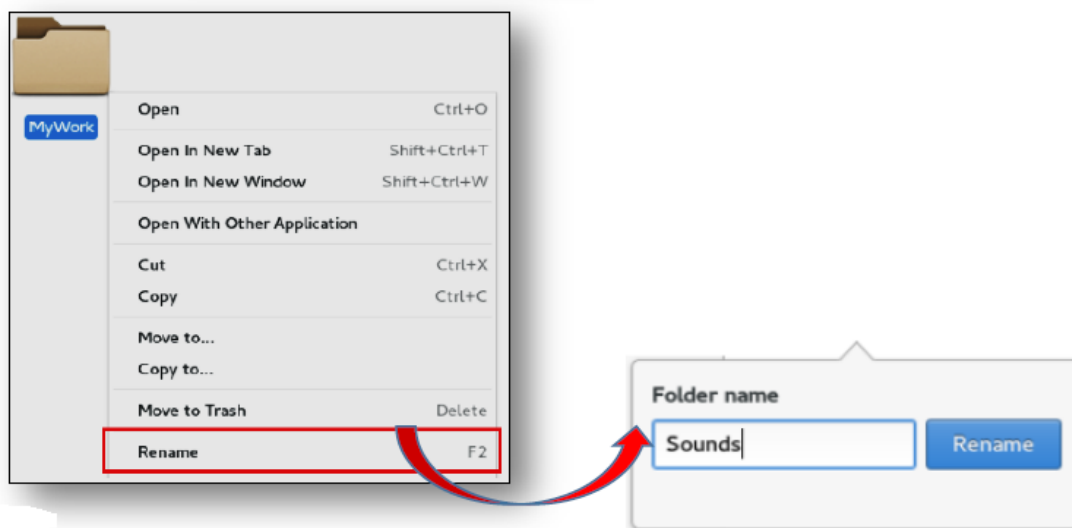 MyWork
Open Ctrl+O
Open In New Tab Shift+Ctrl+T
Open In New Window Shift+Ctrl+W
Open With Other Application
Cut Ctrl+X
Copy Ctrl+C
Move to...
Copy to...
Move to Trash Delete
Rename F2
Folder name
Sounds
Rename